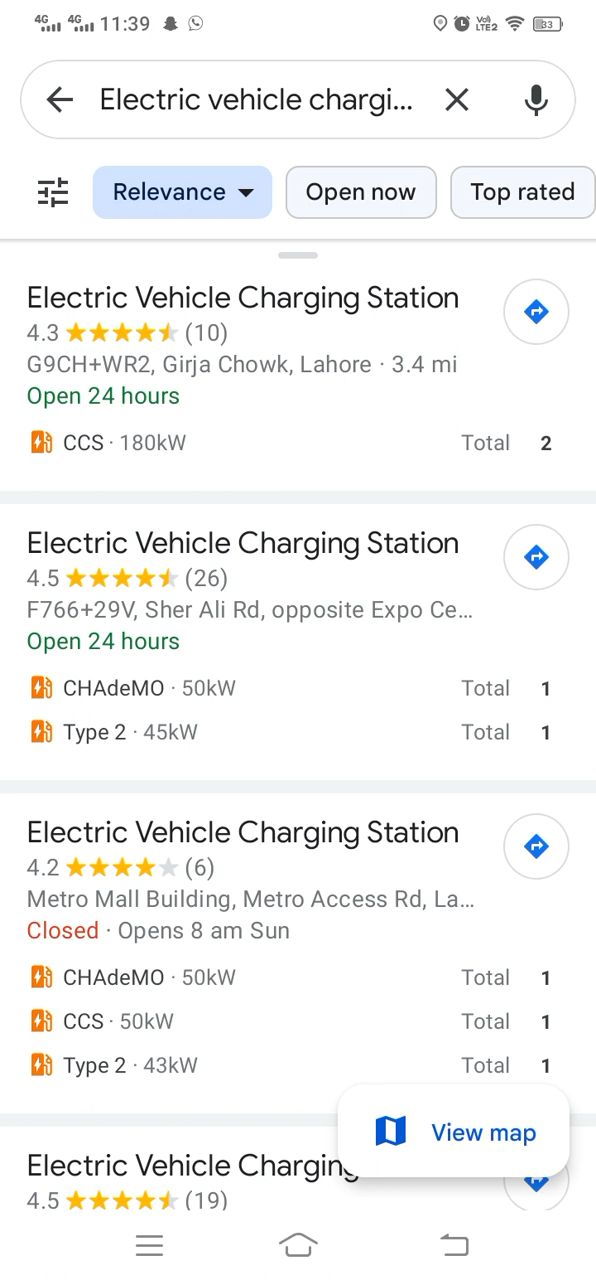 4G 4G 11:39 Vo) LTE2 33
Electric vehicle chargi...
Relevance Open now Top rated
Electric Vehicle Charging Station
4.3 (10)
G9CH+WR2, Girja Chowk, Lahore · 3.4 mi
Open 24 hours
CCS · 180kW Total 2
Electric Vehicle Charging Station
4.5 (26)
F766+29V, Sher Ali Rd, opposite Expo Ce...
Open 24 hours
CHAdeMO · 50kW Total 1
Type 2 · 45kW Total 1
Electric Vehicle Charging Station
4.2 (6)
Metro Mall Building, Metro Access Rd, La...
Closed · Opens 8 am Sun
CHAdeMO · 50kW Total 1
CCS · 50kW Total 1
Type 2 · 43kW Total 1
View map
Electric Vehicle Charging
4.5 (19)